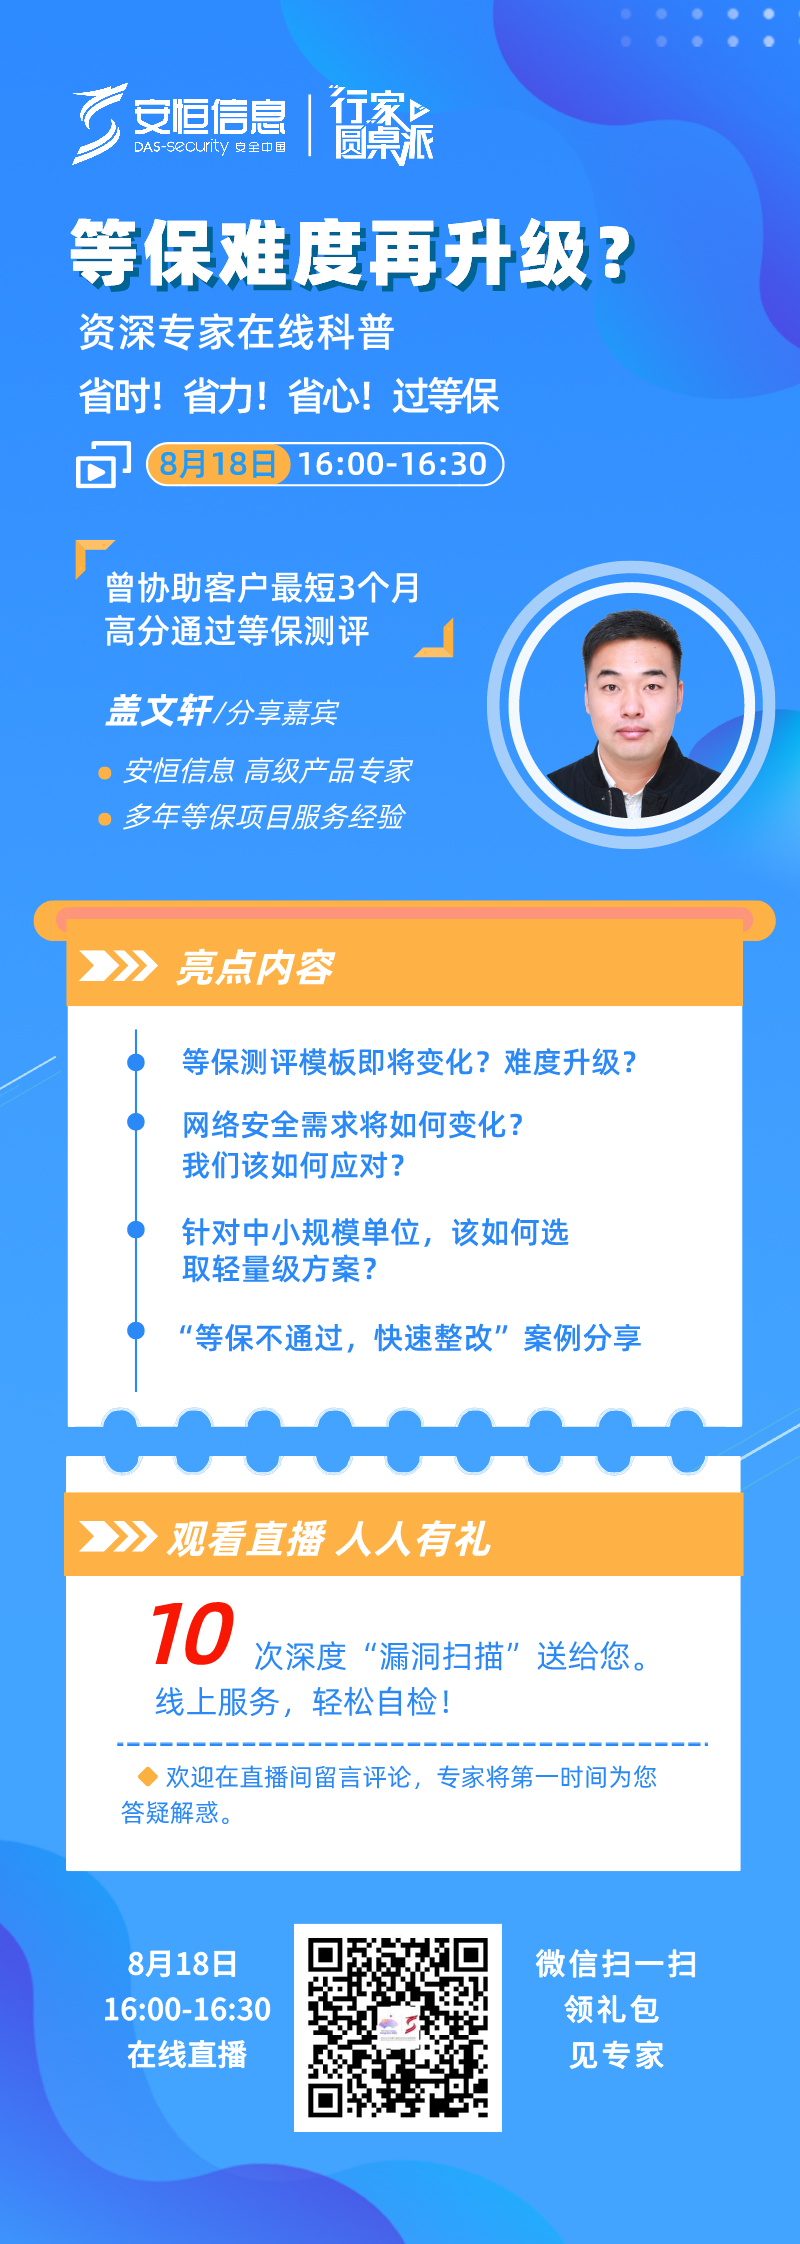 安恒信息
DAS-security 安全中国
行家
圆桌派
等保难度再升级？
资深专家在线科普
省时！省力！省心！过等保
8月18日 16:00-16:30
曾协助客户最短3个月
高分通过等保测评
盖文轩/分享嘉宾
安恒信息 高级产品专家
多年等保项目服务经验
亮点内容
等保测评模板即将变化？难度升级？
网络安全需求将如何变化？
我们该如何应对？
针对中小规模单位，该如何选
取轻量级方案？
“等保不通过，快速整改”案例分享
观看直播 人人有礼
10次深度“漏洞扫描”送给您。
线上服务，轻松自检！
欢迎在直播间留言评论，专家将第一时间为您
答疑解惑。
8月18日
16:00-16:30
在线直播
微信扫一扫
领礼包
见专家